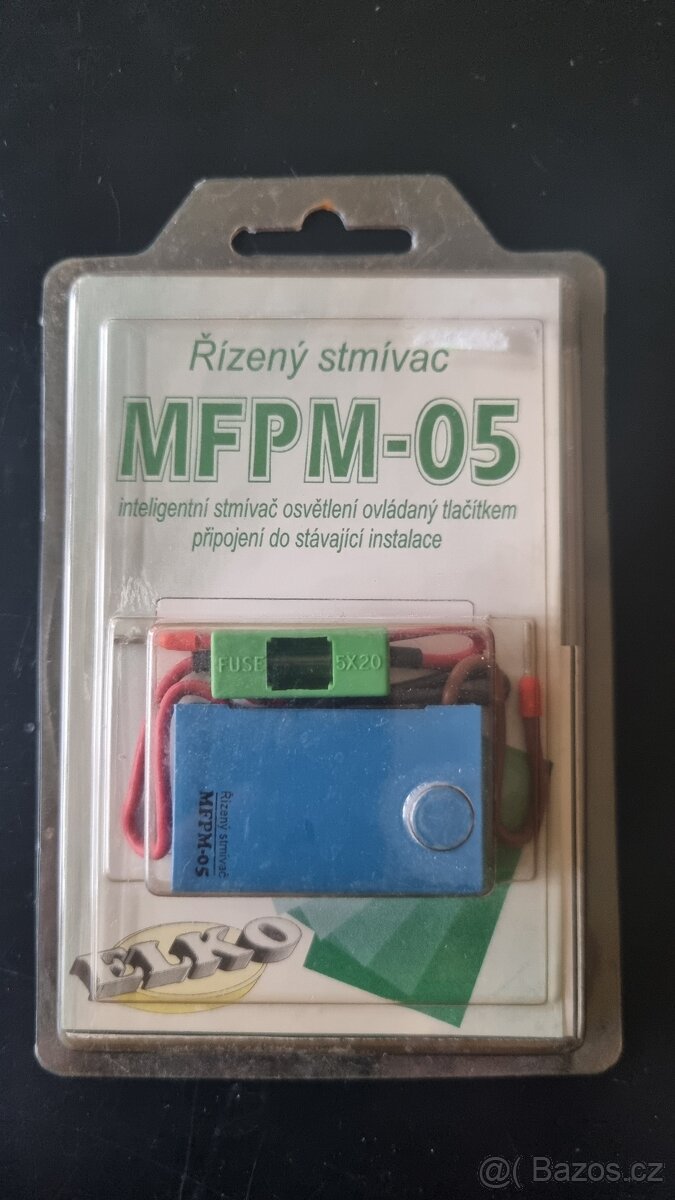 Řízený stmívac
MFPM-05
inteligentní stmívač osvětlení ovládaný tlačítkem
připojení do stávající instalace
FUSE 5X20
Řízený stmívač
MFPM-05
ELKO
@( Bazos.cz